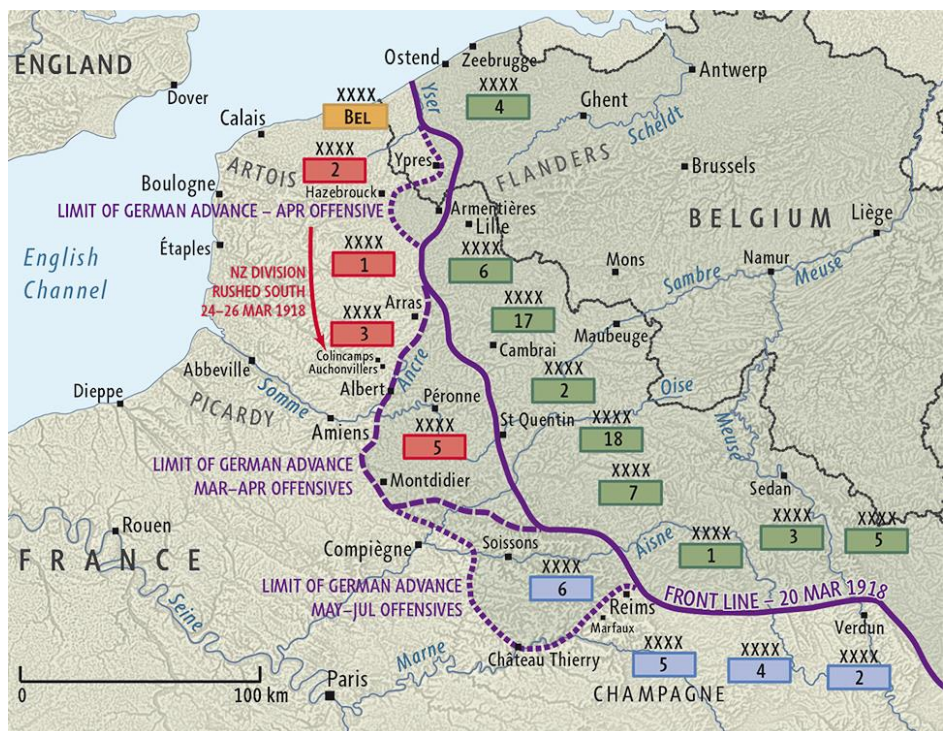 ENGLAND
Dover
Ostend
Zeebrugge
Antwerp
XXXX
4
Yser
Ghent
Scheldt
XXXX
BEL
Calais
XXXX
2
ARTOIS
Ypres
FLANDERS
Brussels
Boulogne
Hazebrouck
LIMIT OF GERMAN ADVANCE – APR OFFENSIVE
Armentières
Lille
BELGIUM
Liège
English
Channel
Étaples
XXXX
1
XXXX
6
Mons
Sambre
Namur
Meuse
NZ DIVISION
RUSHED SOUTH
24–26 MAR 1918
Arras
XXXX
3
XXXX
17
Maubeuge
Cambrai
Colincamps
Auchonvillers
Ancre
Abbeville
Somme
Albert
XXXX
2
Oise
Dieppe
PICARDY
Péronne
Amiens
XXXX
5
St Quentin
XXXX
18
Meuse
LIMIT OF GERMAN ADVANCE
MAR–APR OFFENSIVES
Montdidier
XXXX
7
Sedan
Rouen
FRANCE
Compiègne
Soissons
Aisne
XXXX
1
XXXX
3
XXXX
5
LIMIT OF GERMAN ADVANCE
MAY–JUL OFFENSIVES
XXXX
6
Reims
Marfaux
FRONT LINE – 20 MAR 1918
Verdun
Seine
Marne
Château Thierry
XXXX
5
XXXX
4
XXXX
2
CHAMPAGNE
0
100 km
Paris